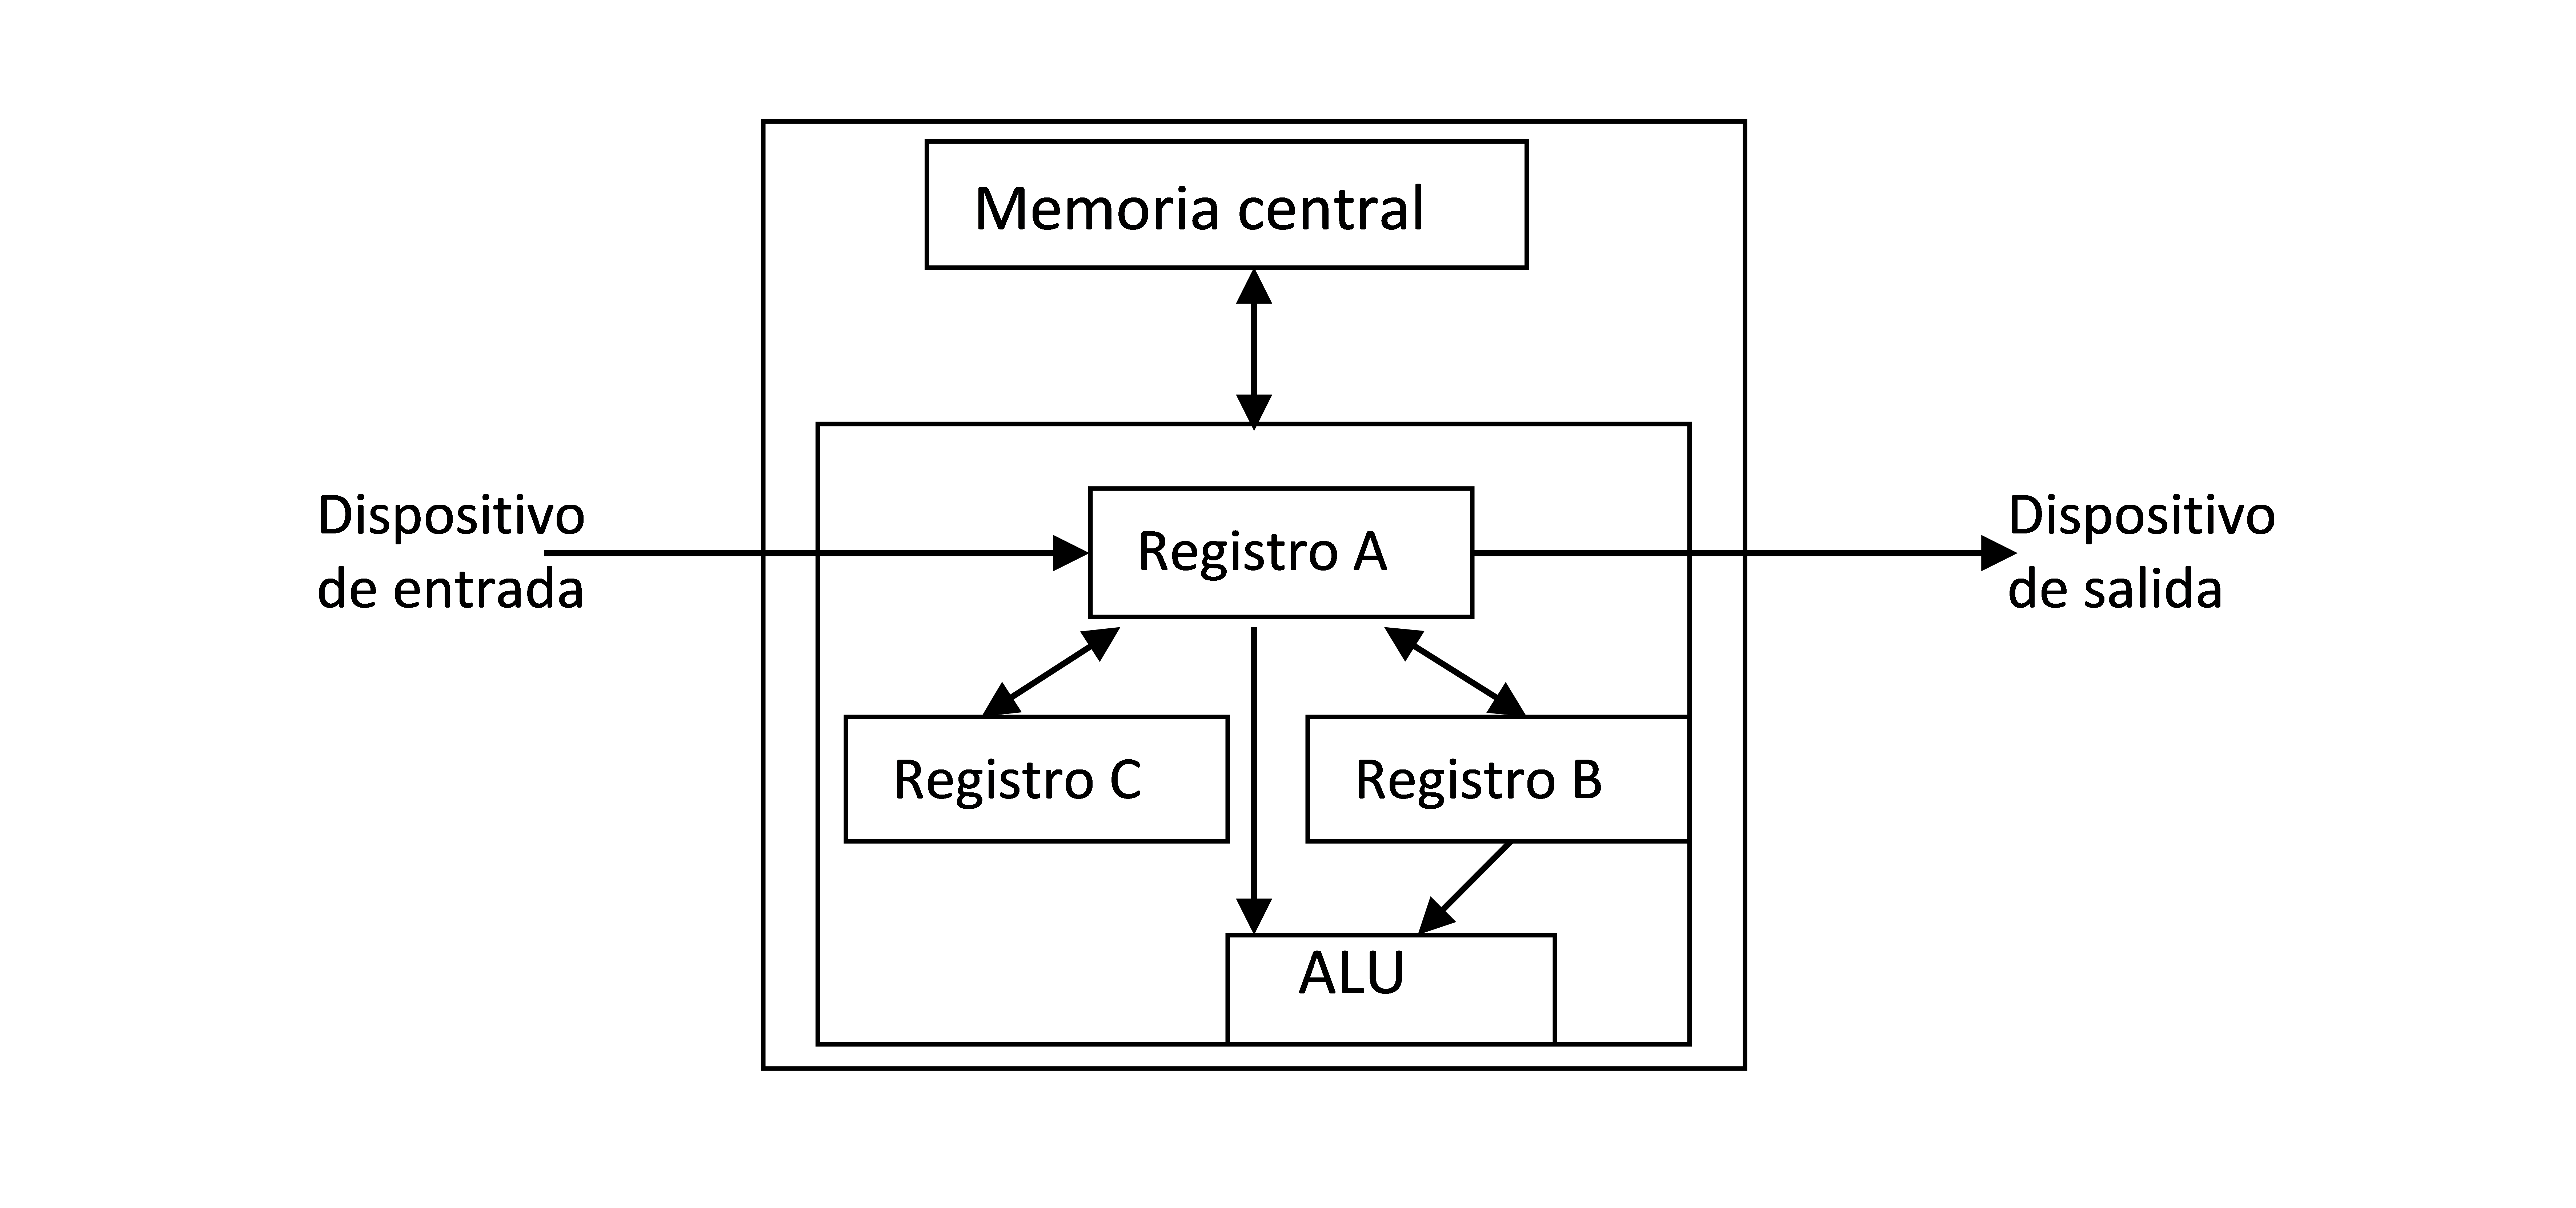 Memoria central
Dispositivo
de entrada
Registro A
Dispositivo
de salida
Registro C
Registro B
ALU